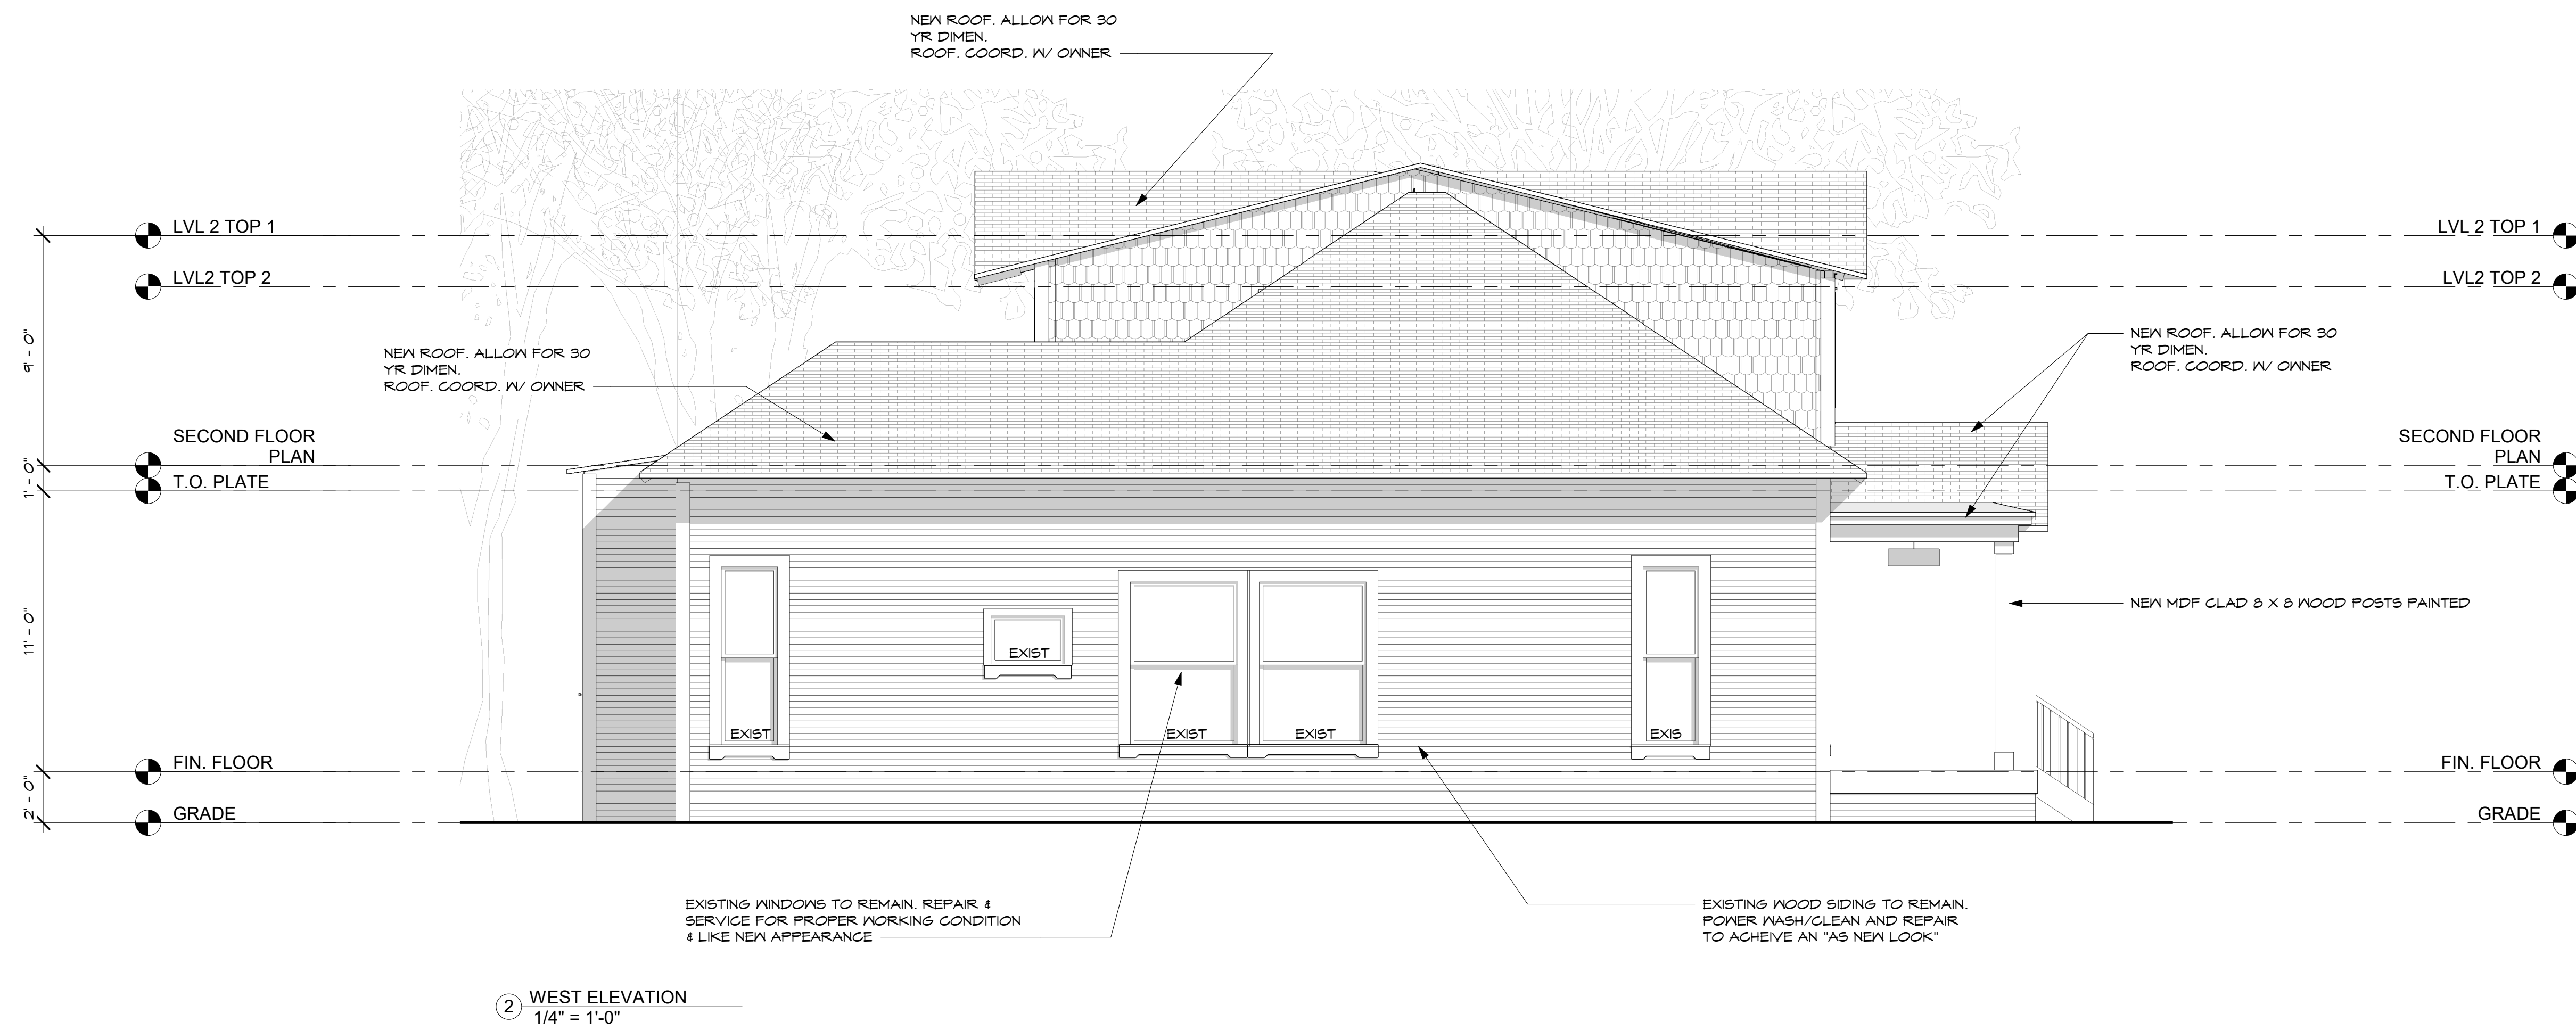 NEW ROOF. ALLOW FOR 30
YR DIMEN.
ROOF. COORD. W/ OWNER
LVL 2 TOP 1
LVL 2 TOP 1
LVL2 TOP 2
LVL2 TOP 2
9' - 0"
NEW ROOF. ALLOW FOR 30
YR DIMEN.
ROOF. COORD. W/ OWNER
NEW ROOF. ALLOW FOR 30
YR DIMEN.
ROOF. COORD. W/ OWNER
SECOND FLOOR
PLAN
SECOND FLOOR
PLAN
1' - 0"
T.O. PLATE
T.O. PLATE
11' - 0"
NEW MDF CLAD 8 X 8 WOOD POSTS PAINTED
EXIST
EXIST
EXIST
EXIST
EXIS
FIN. FLOOR
FIN. FLOOR
2' - 0"
GRADE
GRADE
EXISTING WINDOWS TO REMAIN. REPAIR &
SERVICE FOR PROPER WORKING CONDITION
& LIKE NEW APPEARANCE
EXISTING WOOD SIDING TO REMAIN.
POWER WASH/CLEAN AND REPAIR
TO ACHEIVE AN "AS NEW LOOK"
2
WEST ELEVATION
1/4" = 1'-0"